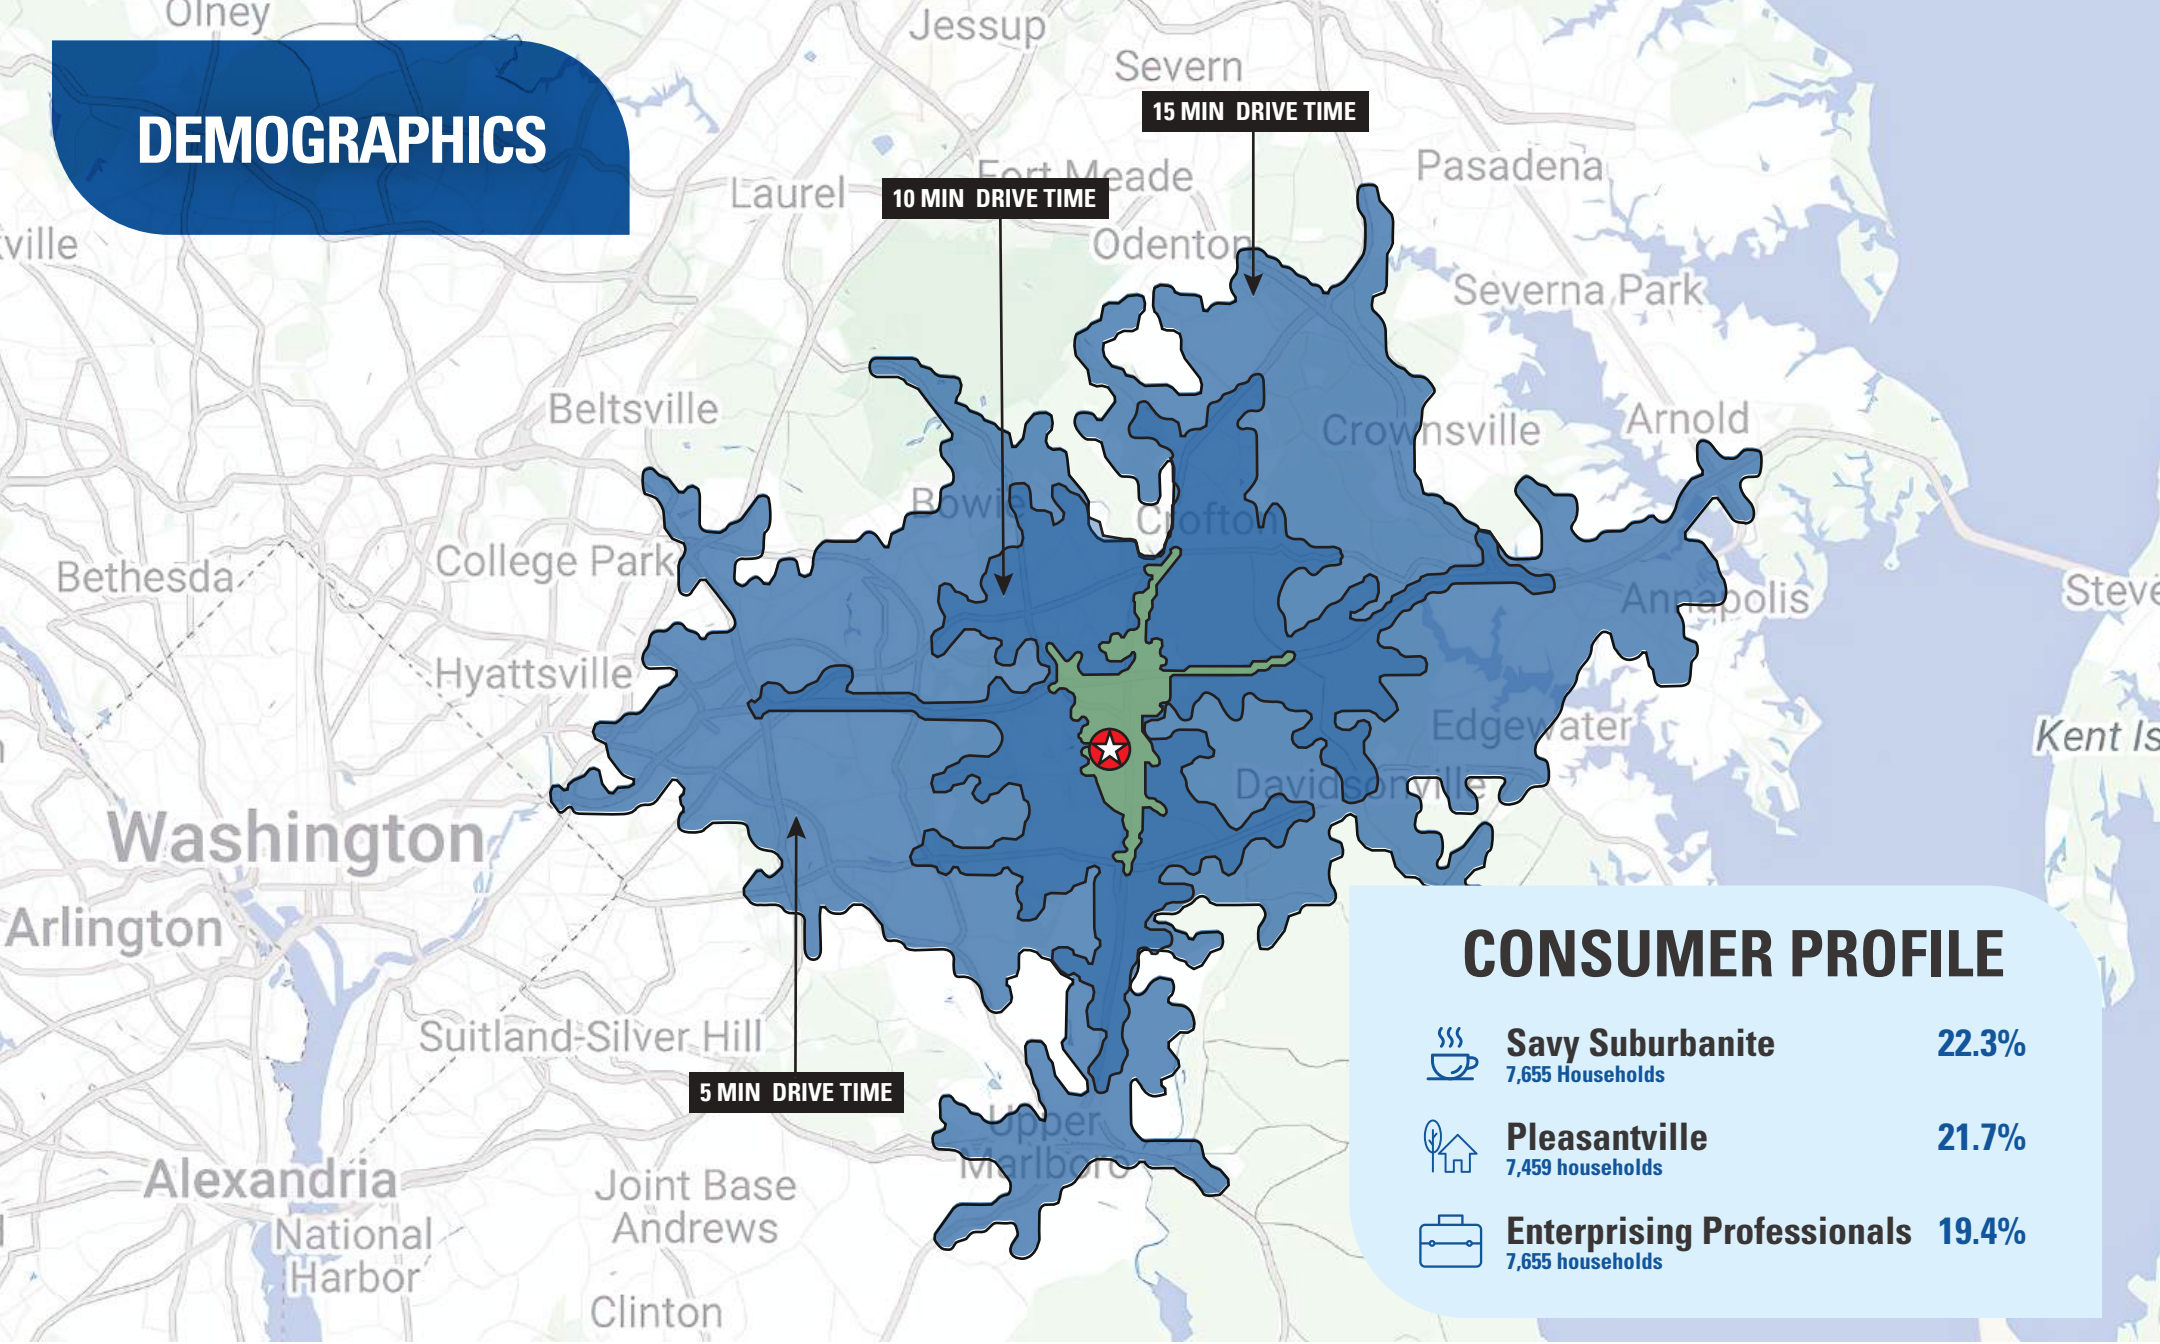 Olney
Jessup
Severn
DEMOGRAPHICS
15 MIN DRIVE TIME
Pasadena
Fort Meade
Laurel
10 MIN DRIVE TIME
Odenton
ville
Severna Park
Beltsville
Arnold
Crownsville
Bowie
Crofton
College Park
Bethesda
Annapolis
Steve
Hyattsville
Edgewater
Kent Is
Davidsonville
Washington
Arlington
CONSUMER PROFILE
Suitland-Silver Hill
Savy Suburbanite 22.3%
7,655 Households
5 MIN DRIVE TIME
Upper
Marlboro
Pleasantville 21.7%
7,459 households
Alexandria
Joint Base
Andrews
National
Harbor
Enterprising Professionals 19.4%
7,655 households
Clinton